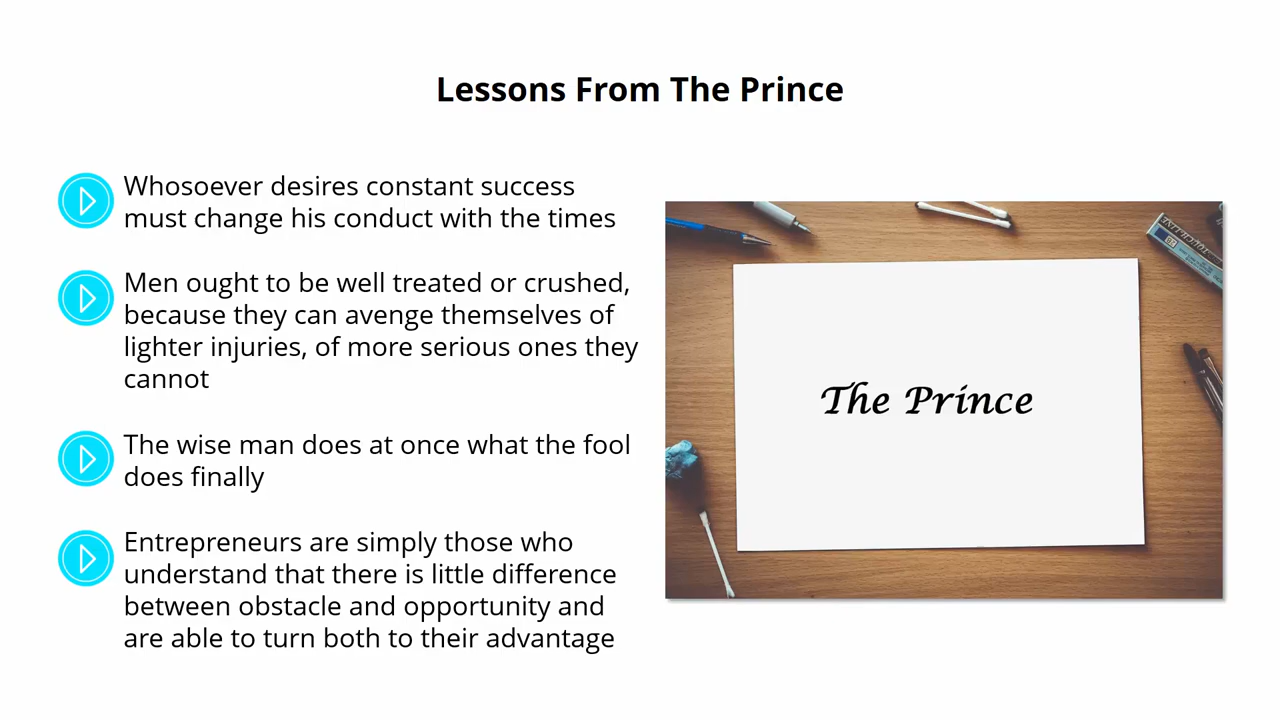 Lessons From The Prince
Whosoever desires constant success
must change his conduct with the times
Men ought to be well treated or crushed,
because they can avenge themselves of
lighter injuries, of more serious ones they
cannot
The wise man does at once what the fool
does finally
Entrepreneurs are simply those who
understand that there is little difference
between obstacle and opportunity and
are able to turn both to their advantage
The Prince